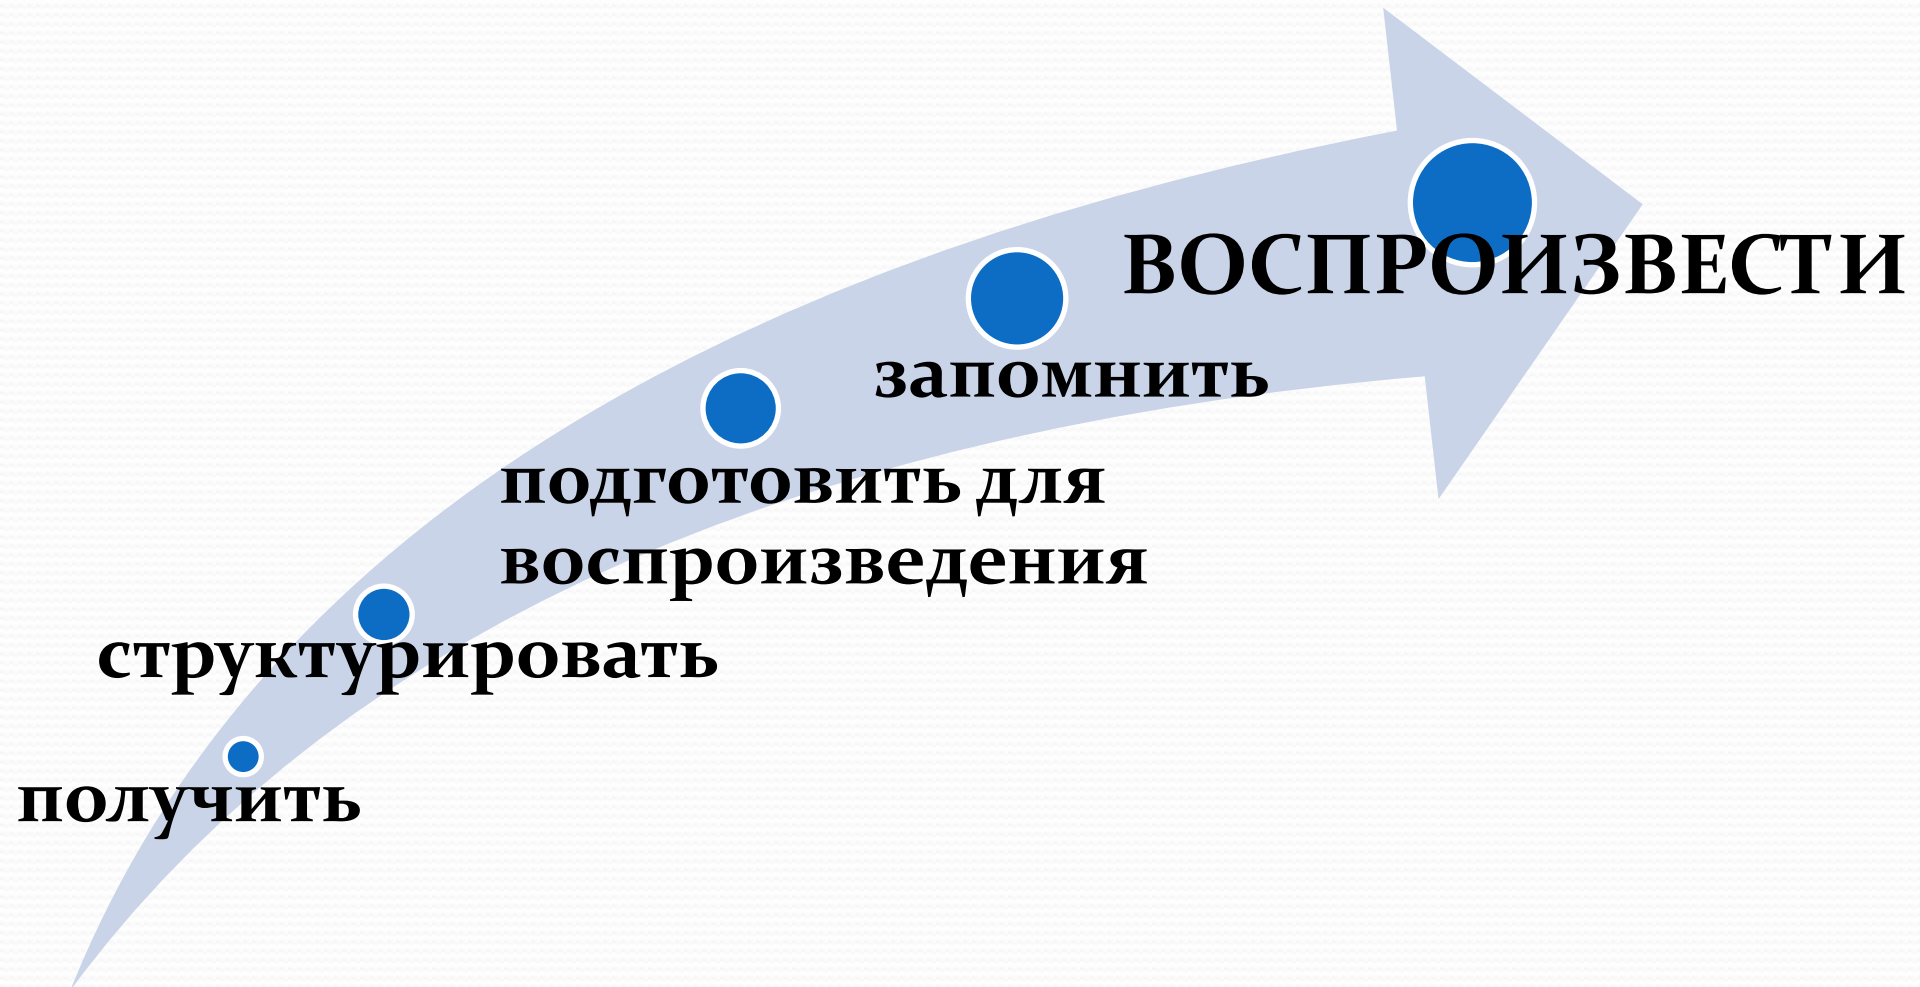 ВОСПРОИЗВЕСТИ
запомнить
подготовить для
воспроизведения
структурировать
получить